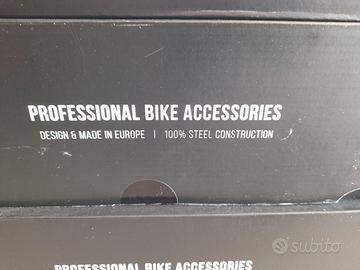 PROFESSIONAL BIKE ACCESSORIES
DESIGN & MADE IN EUROPE | 100% STEEL CONSTRUCTION
PROFESSIONAL BIKE ACCESSORIES
subito